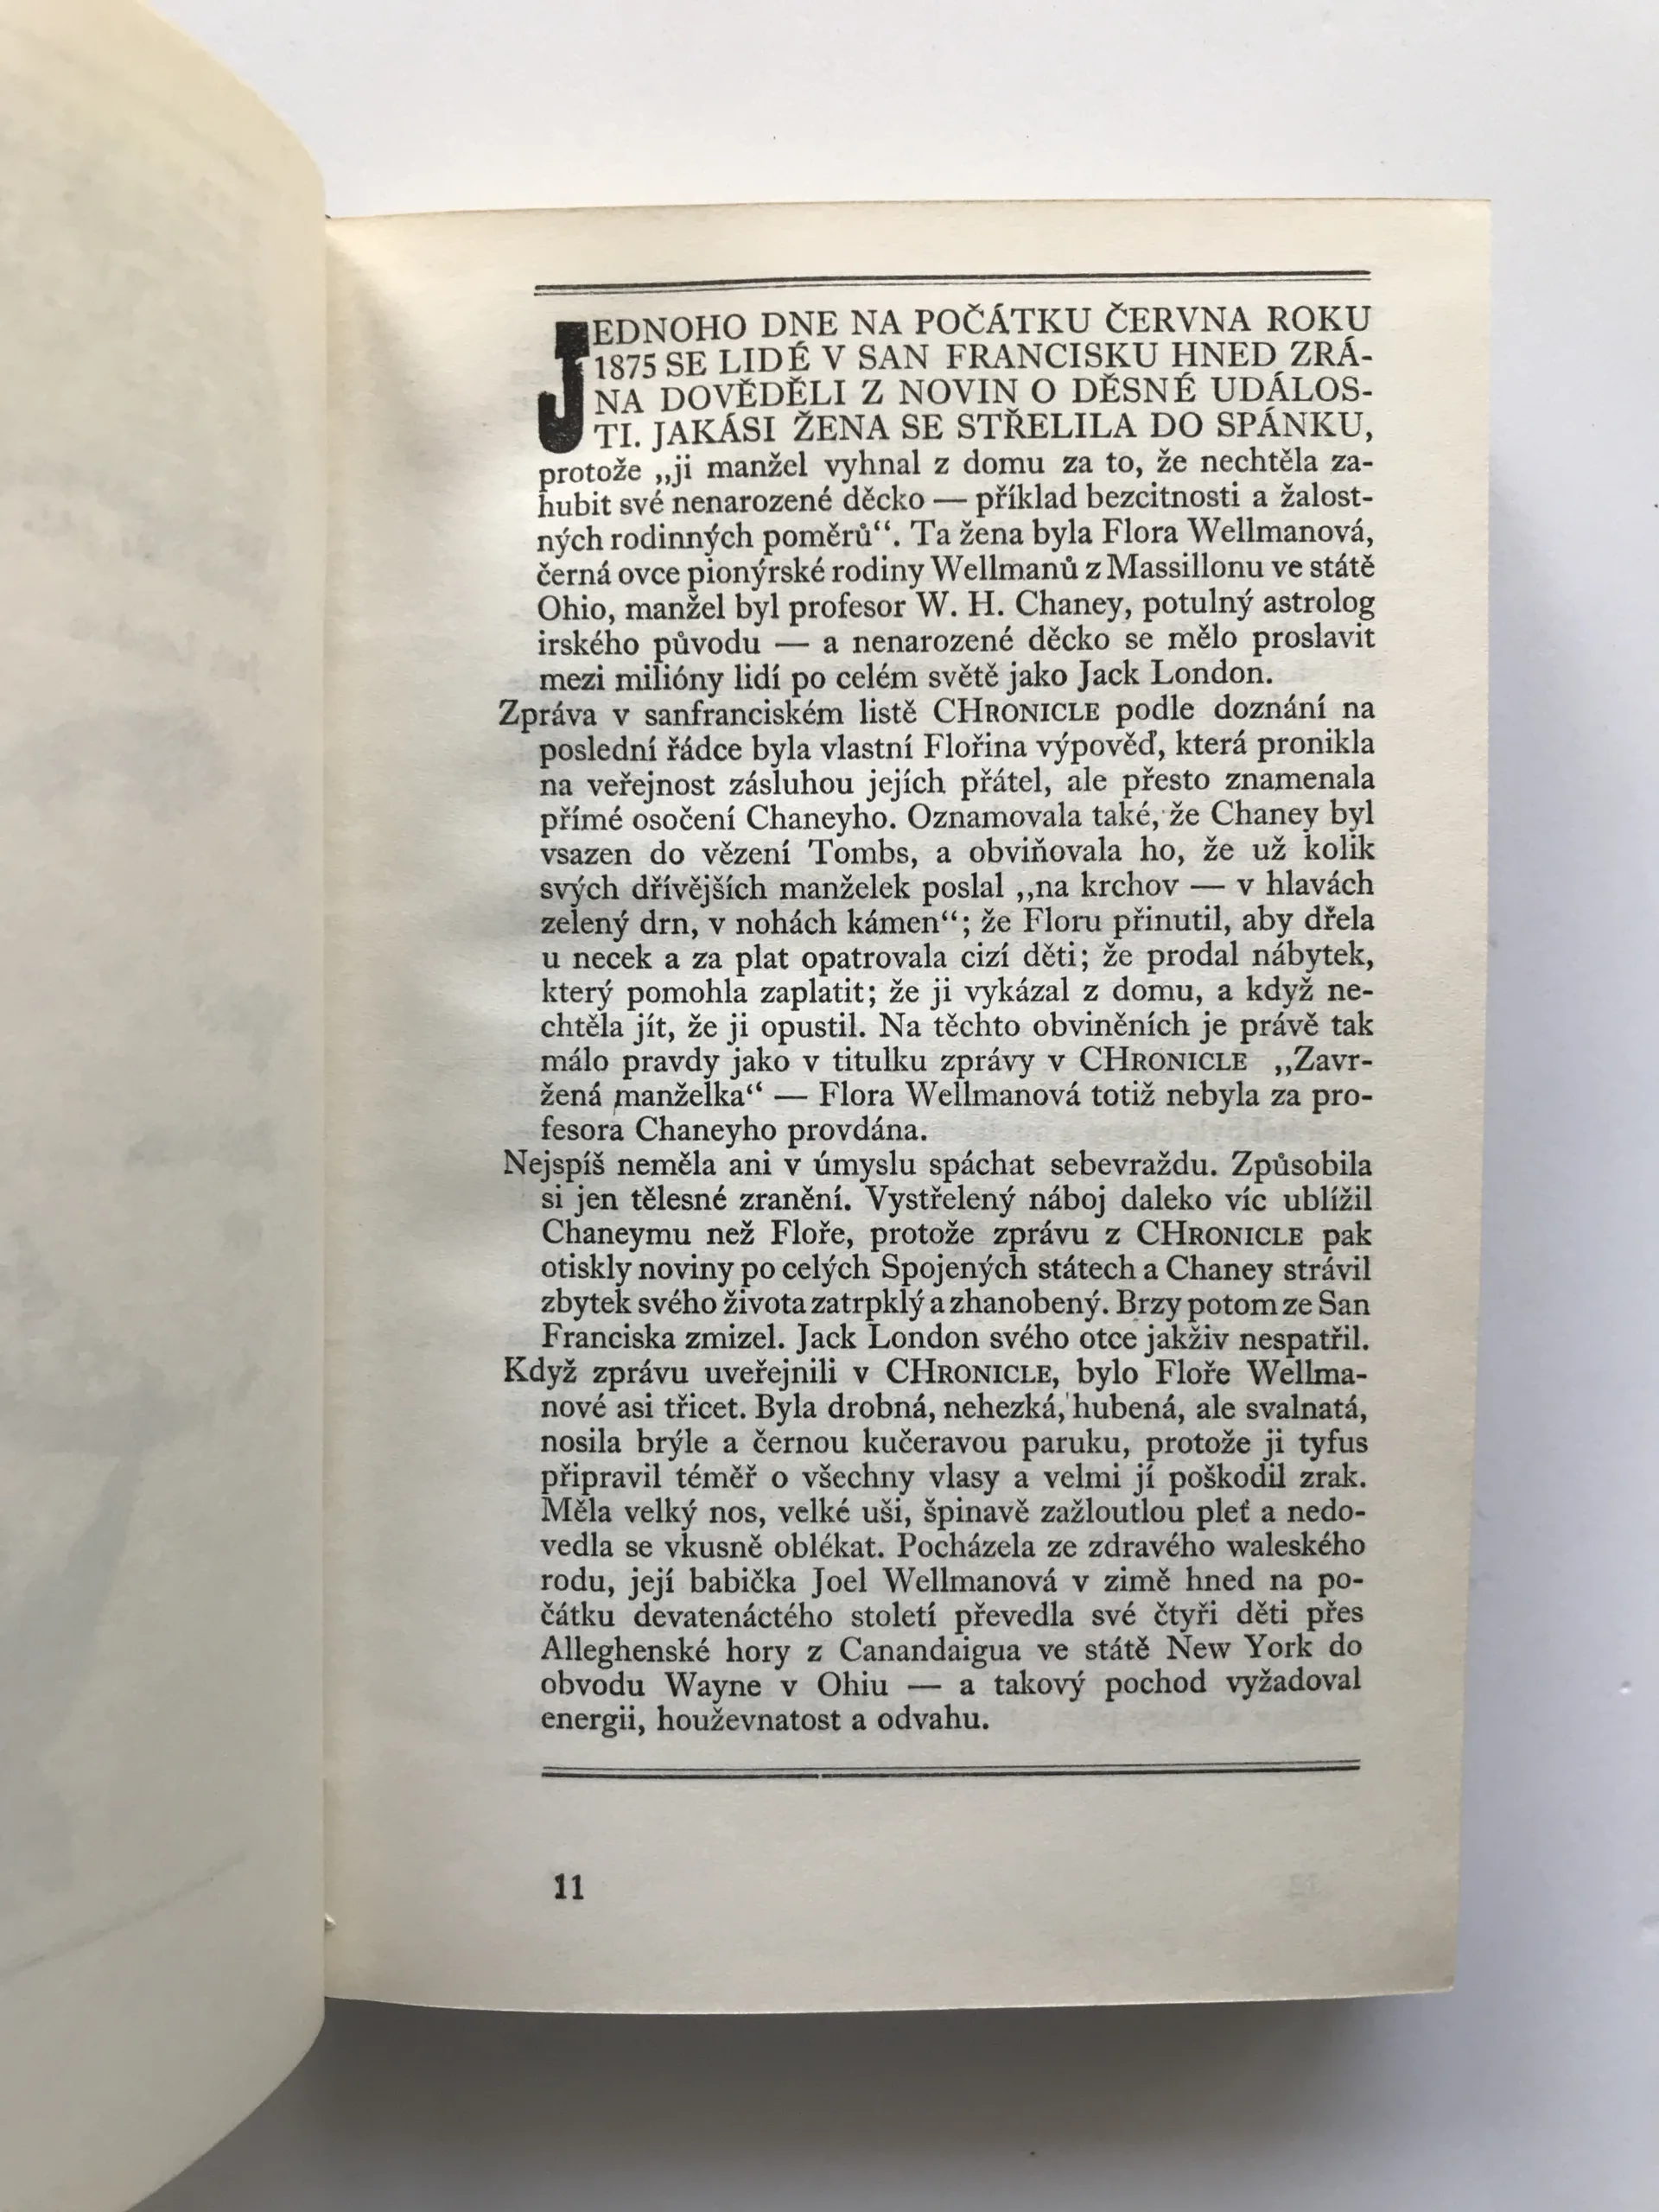 JEDNOHO DNE NA POČÁTKU ČERVNA ROKU
1875 SE LIDÉ V SAN FRANCISKU HNED ZRÁ-
NA DOVĚDĚLI Z NOVIN O DĚSNÉ UDÁLOS-
TI. JAKÁSI ŽENA SE STŘELILA DO SPÁNKU,
protože „ji manžel vyhnal z domu za to, že nechtěla za-
hubit své nenarozené děcko — příklad bezcitnosti a žalost-
ných rodinných poměrů“. Ta žena byla Flora Wellmanová,
černá ovce pionýrské rodiny Wellmanů z Massillonu ve státě
Ohio, manžel byl profesor W. H. Chaney, potulný astrolog
irského původu — a nenarozené děcko se mělo proslavit
mezi milióny lidí po celém světě jako Jack London.
Zpráva v sanfranciském listě CHRONICLE podle doznání na
poslední řádce byla vlastní Flořina výpověď, která pronikla
na veřejnost zásluhou jejích přátel, ale přesto znamenala
přímé osočení Chaneyho. Oznamovala také, že Chaney byl
vsazen do vězení Tombs, a obviňovala ho, že už kolik
svých dřívějších manželek poslal „na krchov — v hlavách
zelený drn, v nohách kámen“; že Floru přinutil, aby dřela
u necek a za plat opatrovala cizí děti; že prodal nábytek,
který pomohla zaplatit; že ji vykázal z domu, a když ne-
chtěla jít, že ji opustil. Na těchto obviněních je právě tak
málo pravdy jako v titulku zprávy v CHRONICLE „Zavr-
žená manželka“ — Flora Wellmanová totiž nebyla za pro-
fesora Chaneyho provdána.
Nejspíš neměla ani v úmyslu spáchat sebevraždu. Způsobila
si jen tělesné zranění. Vystřelený náboj daleko víc ublížil
Chaneymu než Floře, protože zprávu z CHRONICLE pak
otiskly noviny po celých Spojených státech a Chaney strávil
zbytek svého života zatrpklý a zhanobený. Brzy potom ze San
Franciska zmizel. Jack London svého otce jakživ nespatřil.
Když zprávu uveřejnili v CHRONICLE, bylo Floře Wellma-
nové asi třicet. Byla drobná, nehezká, hubená, ale svalnatá,
nosila brýle a černou kučeravou paruku, protože ji tyfus
připravil téměř o všechny vlasy a velmi jí poškodil zrak.
Měla velký nos, velké uši, špinavě zažloutlou pleť a nedo-
vedla se vkusně oblékat. Pocházela ze zdravého waleského
rodu, její babička Joel Wellmanová v zimě hned na po-
čátku devatenáctého století převedla své čtyři děti přes
Alleghenské hory z Canandaigua ve státě New York do
obvodu Wayne v Ohiu — a takový pochod vyžadoval
energii, houževnatost a odvahu.
11